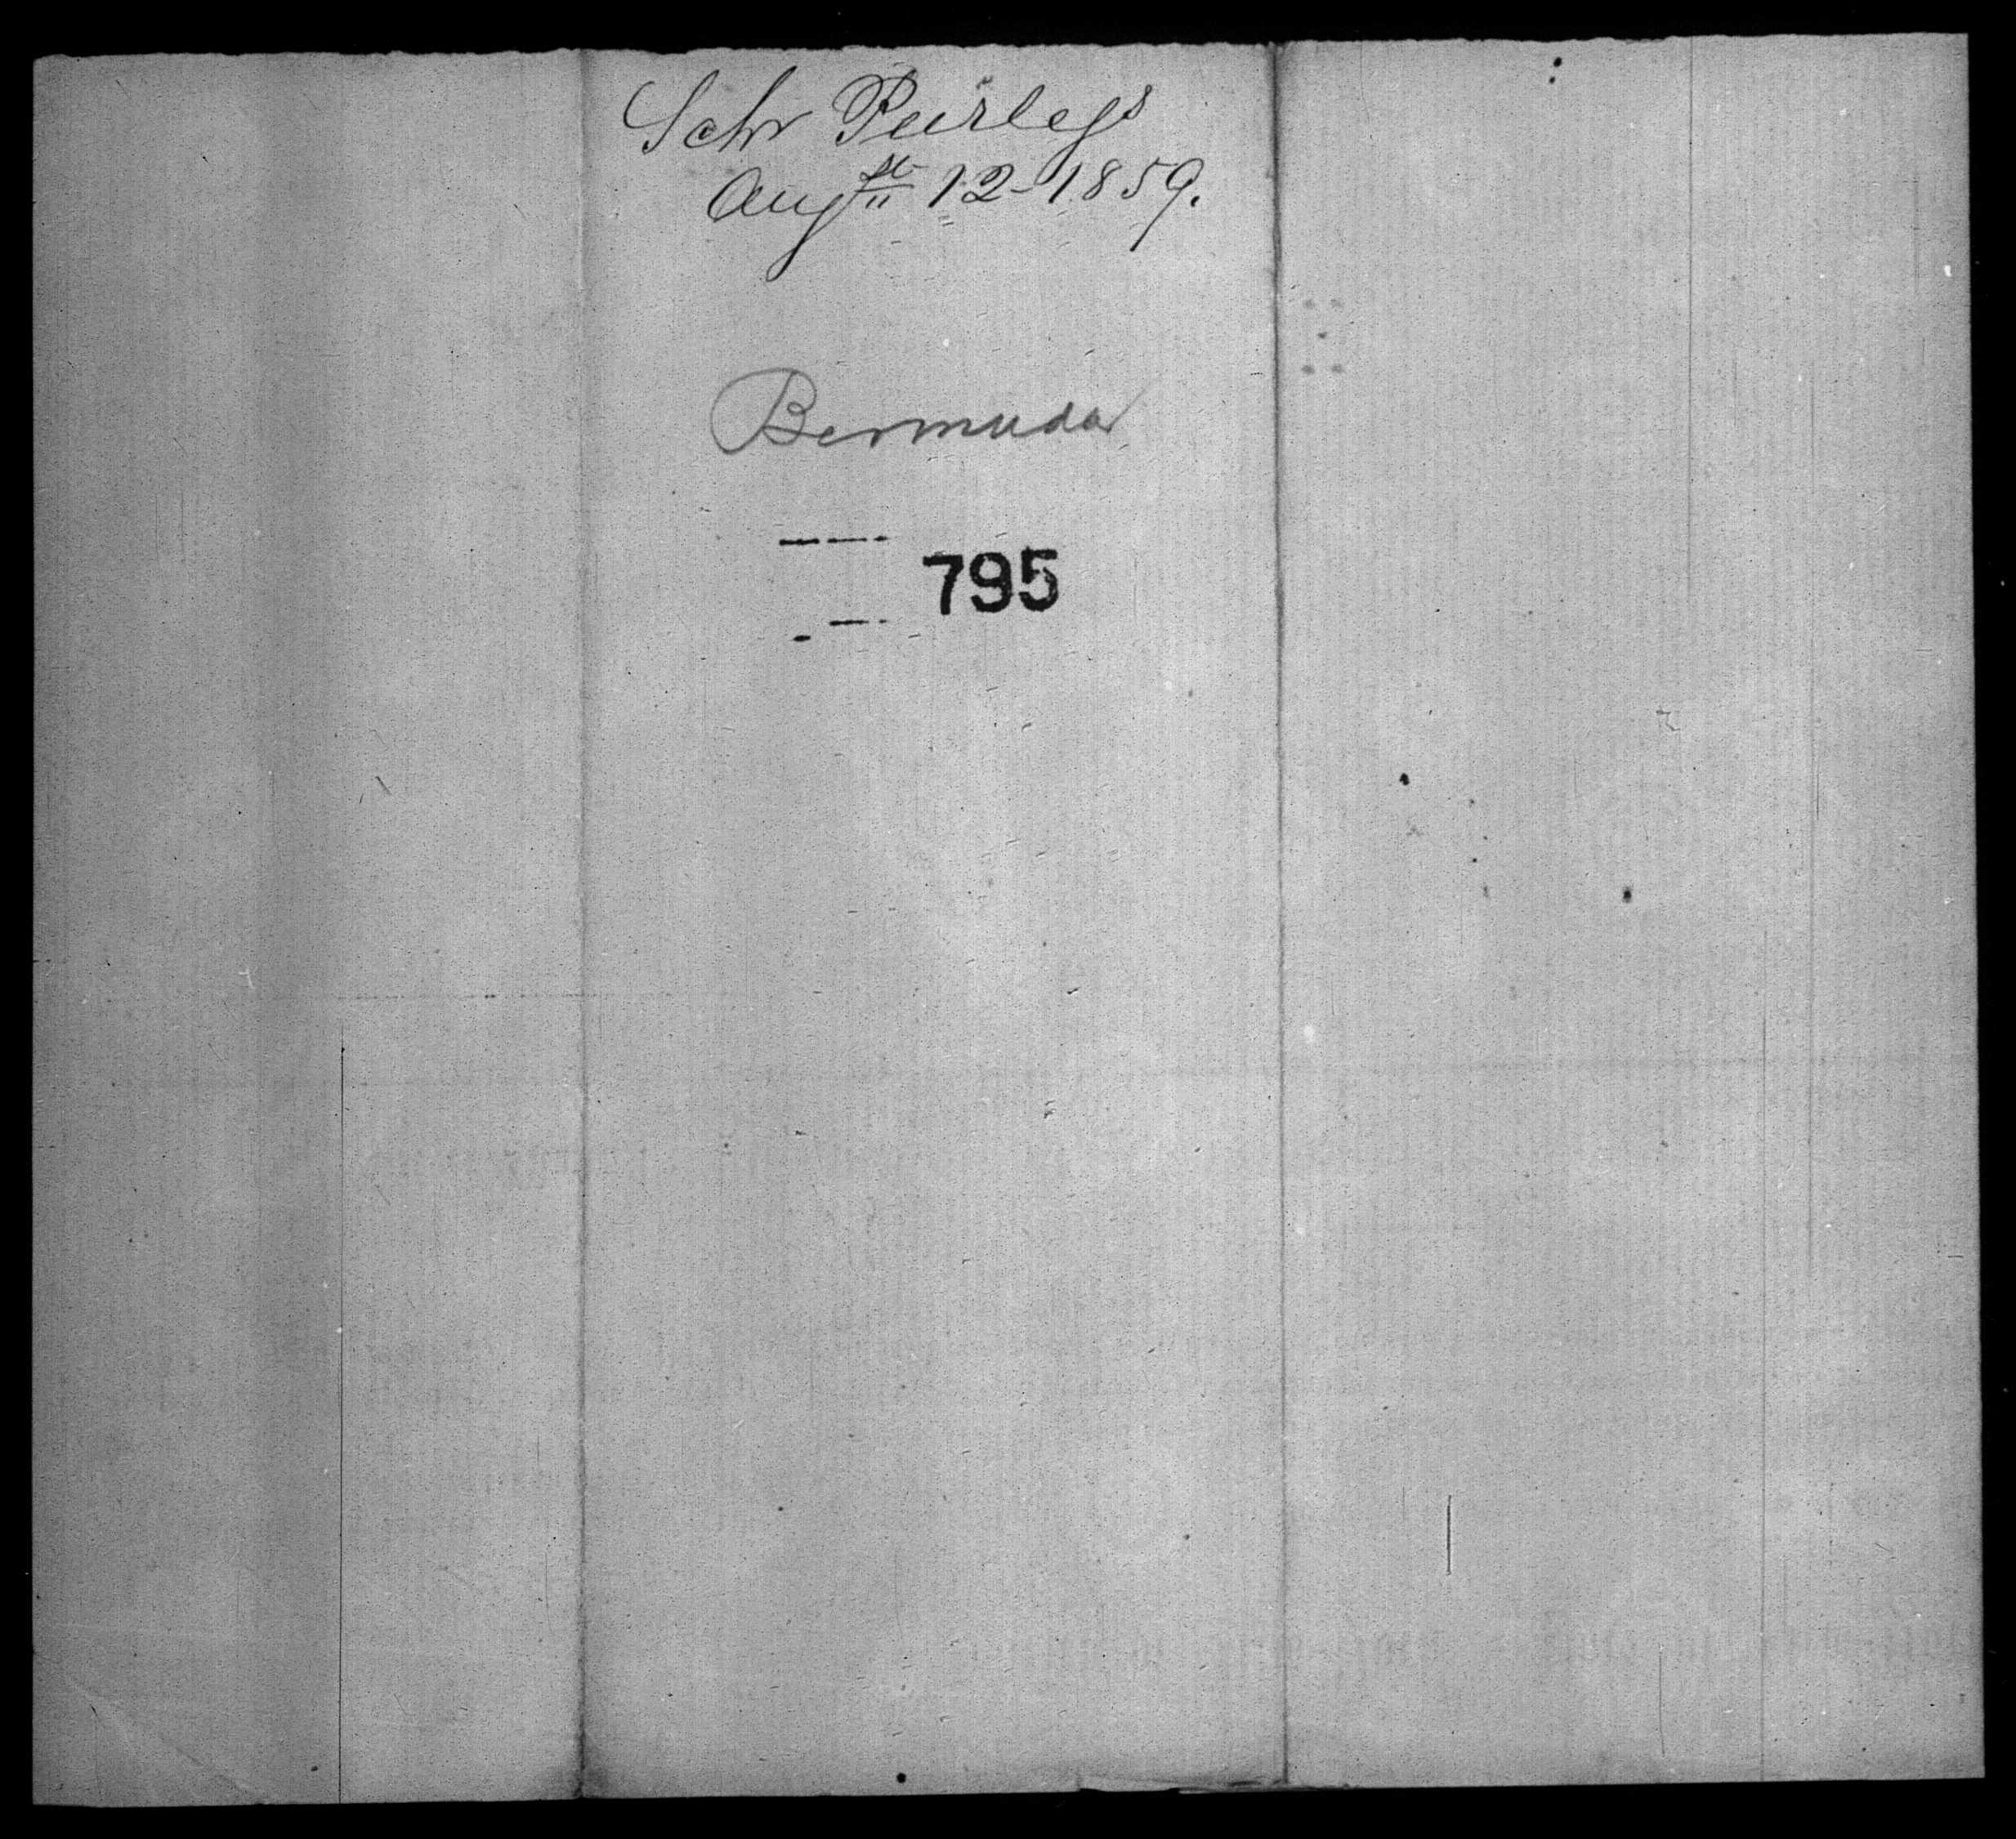 Schr Peerless
Augst 12 - 1859.
Bermuda
795